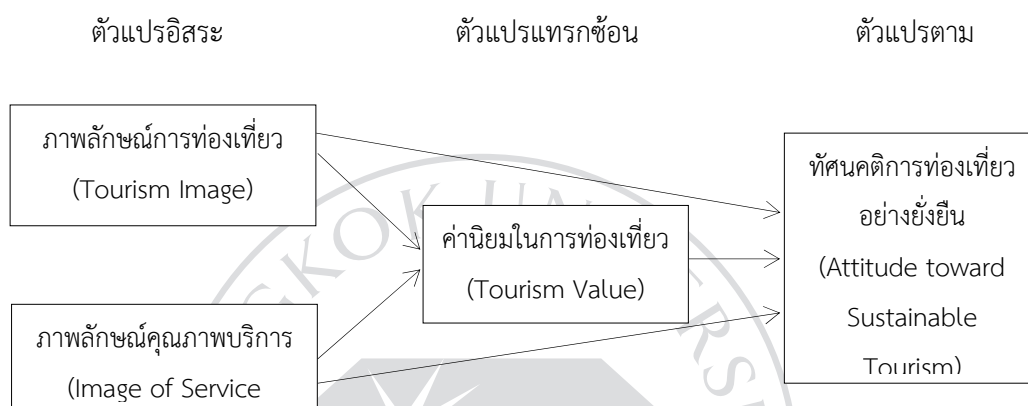 ตัวแปรอิสระ ตัวแปรแทรกซ้อน ตัวแปรตาม
ภาพลักษณ์การท่องเที่ยว
(Tourism Image)
ภาพลักษณ์คุณภาพบริการ
(Image of Service
ค่านิยมในการท่องเที่ยว
(Tourism Value)
ทัศนคติการท่องเที่ยว
อย่างยั่งยืน
(Attitude toward
Sustainable
Tourism)